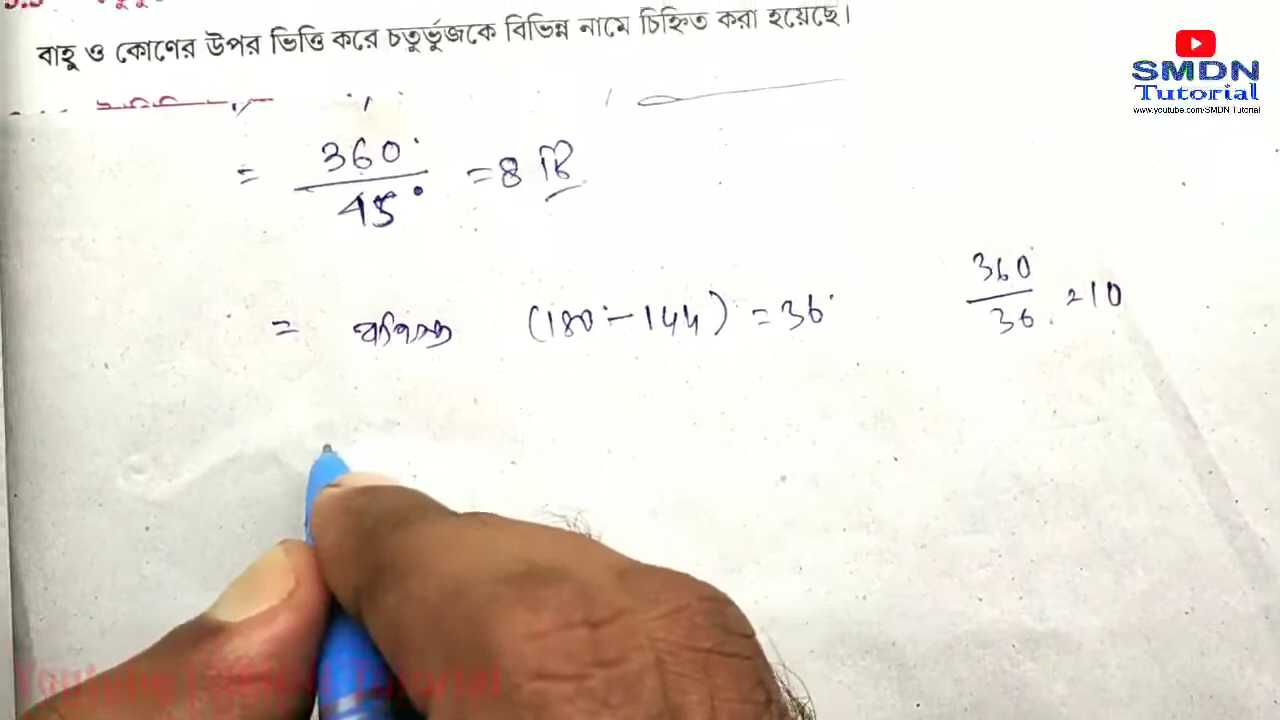 বাহু ও কোণের উপর ভিত্তি করে চতুর্ভুজকে বিভিন্ন নামে চিহ্নিত করা হয়েছে।
SMDN
Tutorial
www.youtube.com/SMDN Tutorial
= 360° / 45° = 8 টি
= (180° - 144) = 36°
360° / 36 = 10